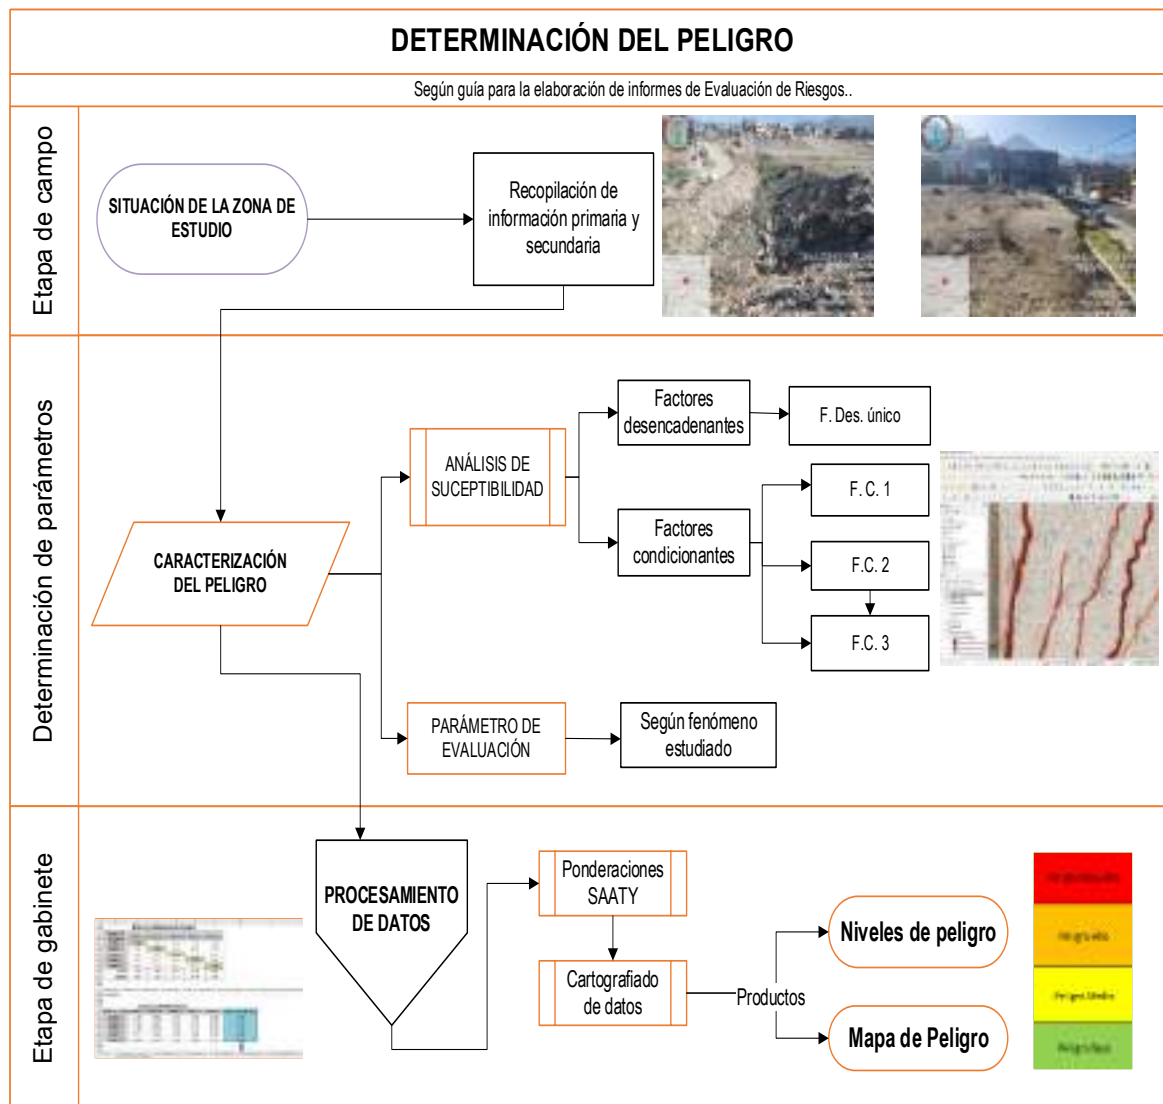 DETERMINACIÓN DEL PELIGRO
Según guía para la elaboración de informes de Evaluación de Riesgos..
Etapa de campo
SITUACIÓN DE LA ZONA DE
ESTUDIO
Recopilación de
información primaria y
secundaria
Determinación de parámetros
CARACTERIZACIÓN
DEL PELIGRO
ANÁLISIS DE
SUCEPTIBILIDAD
Factores
desencadenantes
F. Des. único
Factores
condicionantes
F. C. 1
F.C. 2
F.C. 3
PARÁMETRO DE
EVALUACIÓN
Según fenómeno
estudiado
Etapa de gabinete
PROCESAMIENTO
DE DATOS
Ponderaciones
SAATY
Cartografiado
de datos
Productos
Niveles de peligro
Mapa de Peligro
Peligro Medio